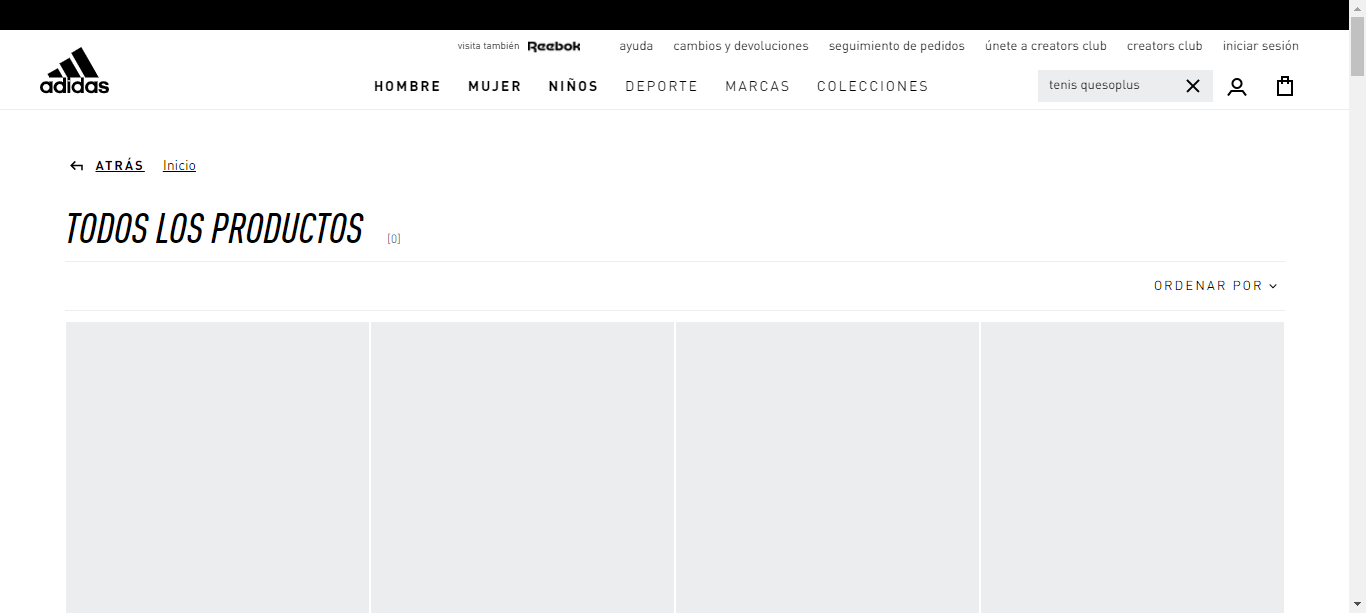 visita también Reebok ayuda cambios y devoluciones seguimiento de pedidos únete a creators club creators club iniciar sesión
adidas
HOMBRE MUJER NIÑOS DEPORTE MARCAS COLECCIONES tenis quesoplus
ATRÁS Inicio
TODOS LOS PRODUCTOS [0]
ORDENAR POR